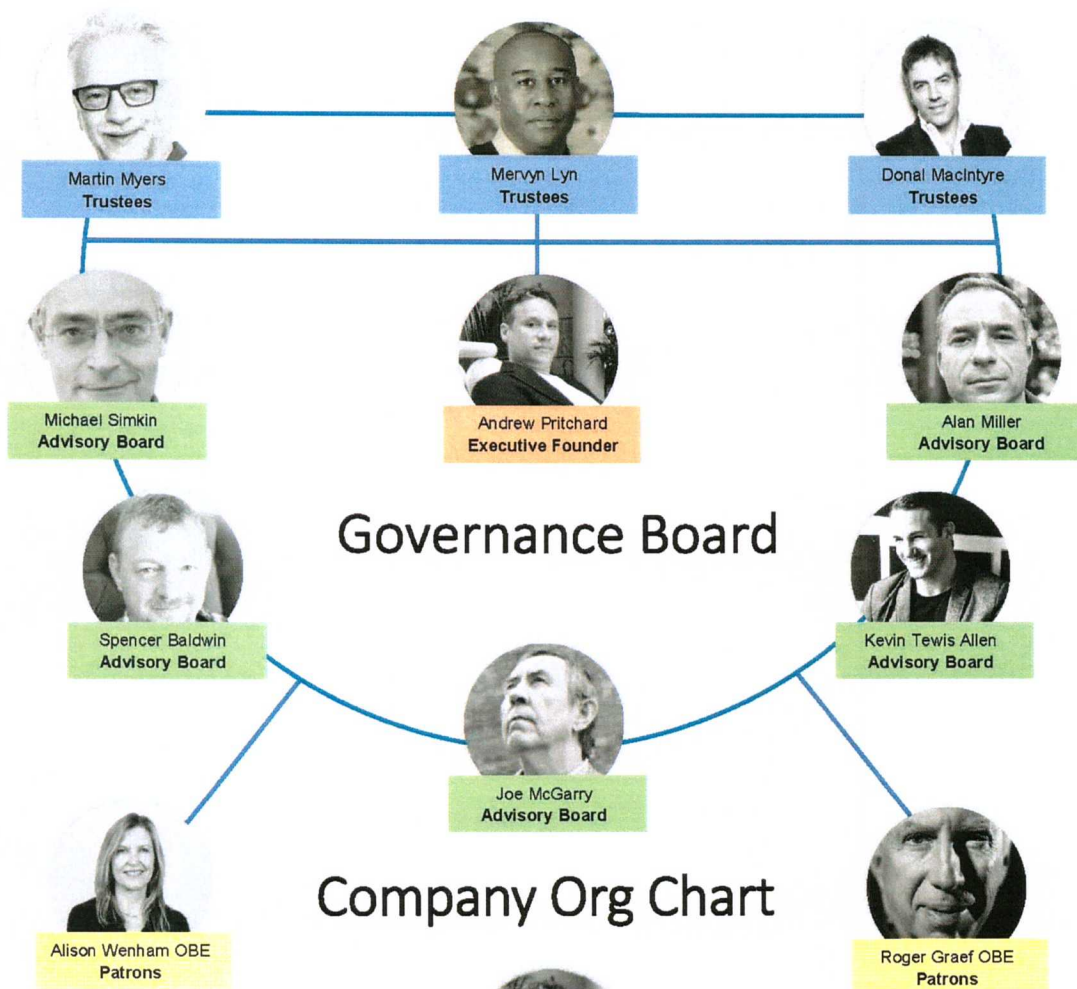 Martin Myers
Trustees
Mervyn Lyn
Trustees
Donal MacIntyre
Trustees
Michael Simkin
Advisory Board
Andrew Pritchard
Executive Founder
Alan Miller
Advisory Board
Governance Board
Spencer Baldwin
Advisory Board
Kevin Tewis Allen
Advisory Board
Joe McGarry
Advisory Board
Company Org Chart
Alison Wenham OBE
Patrons
Roger Graef OBE
Patrons